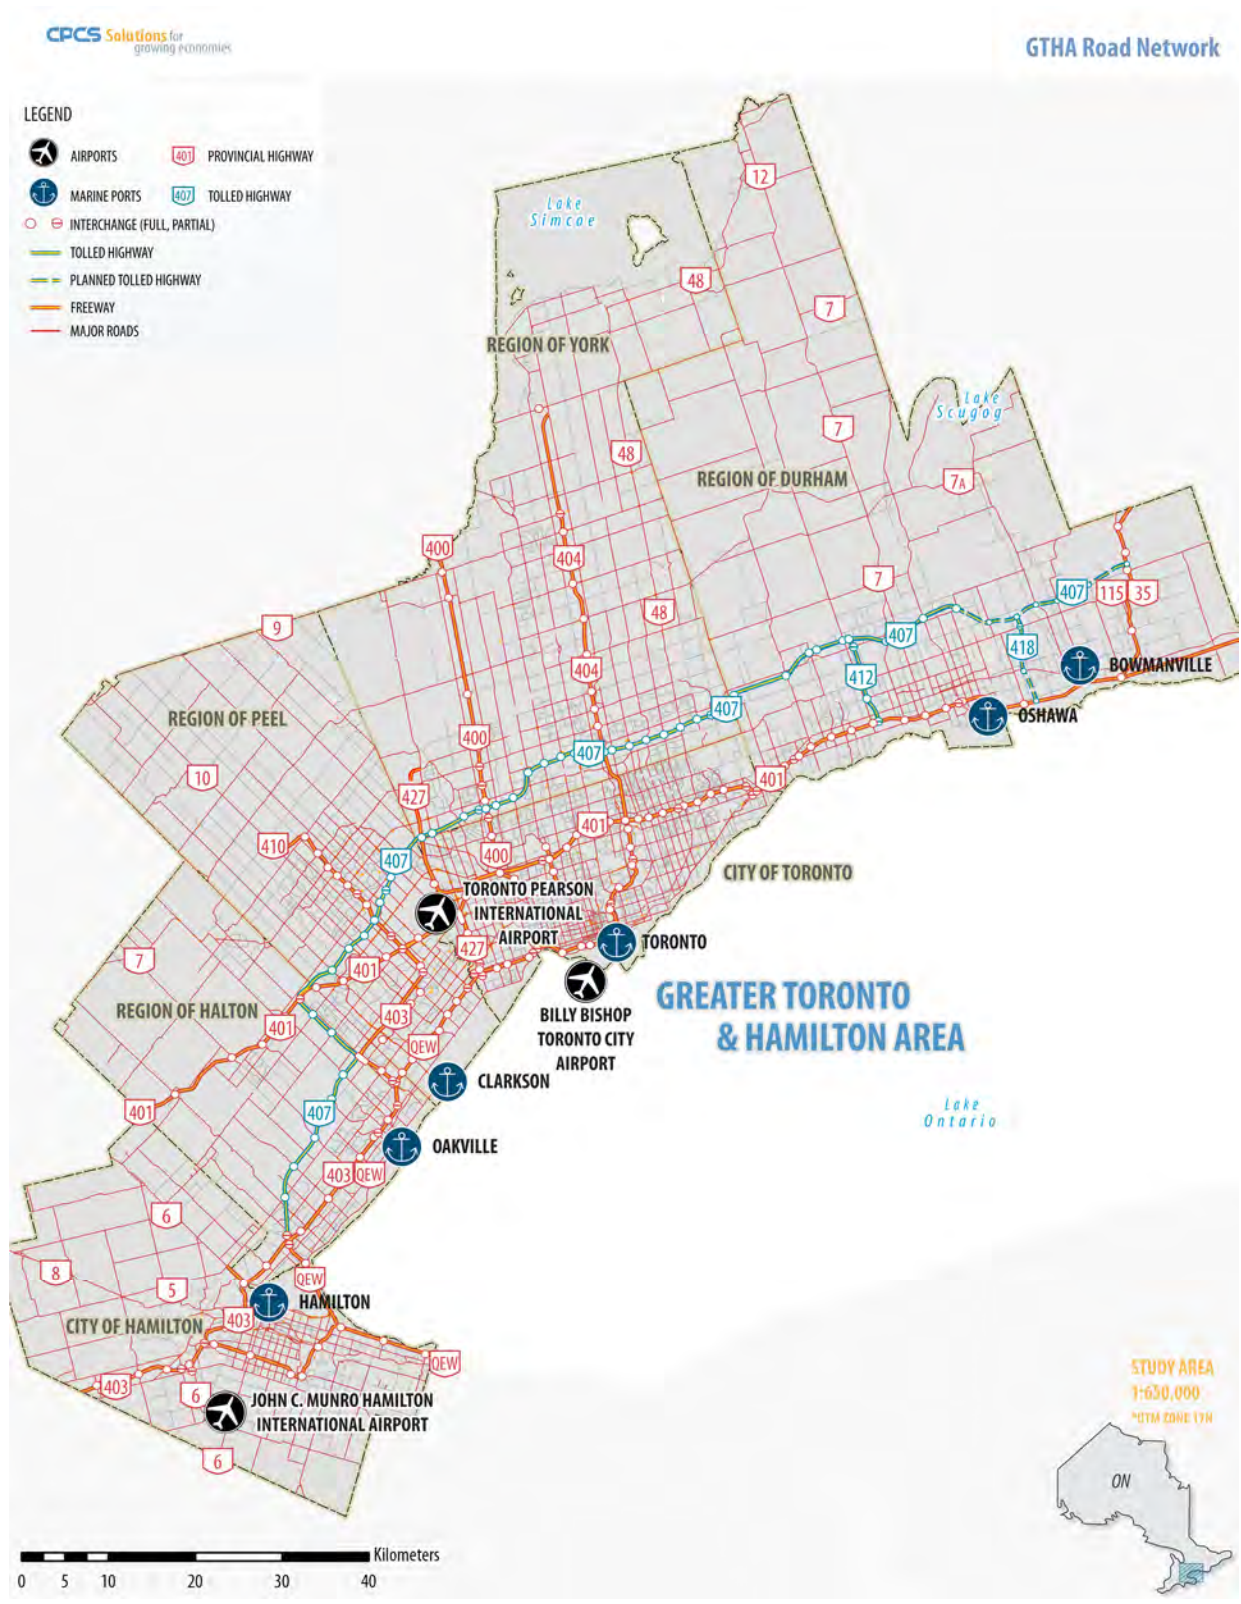 CPCS Solutions for
growing economies
GTHA Road Network
LEGEND
AIRPORTS
401 PROVINCIAL HIGHWAY
MARINE PORTS
407 TOLLED HIGHWAY
INTERCHANGE (FULL, PARTIAL)
TOLLED HIGHWAY
PLANNED TOLLED HIGHWAY
FREEWAY
MAJOR ROADS
12
Lake
Simcoe
48
7
REGION OF YORK
Lake
Scugog
7
48
REGION OF DURHAM
7A
400
404
7
407
115
35
48
9
407
418
404
412
BOWMANVILLE
407
OSHAWA
REGION OF PEEL
400
407
10
401
427
401
410
400
407
CITY OF TORONTO
TORONTO PEARSON
INTERNATIONAL
AIRPORT
427
TORONTO
7
401
BILLY BISHOP
TORONTO CITY
AIRPORT
GREATER TORONTO
& HAMILTON AREA
REGION OF HALTON
401
403
QEW
CLARKSON
401
407
Lake
Ontario
OAKVILLE
403
QEW
6
8
5
QEW
HAMILTON
403
CITY OF HAMILTON
QEW
403
6
JOHN C. MUNRO HAMILTON
INTERNATIONAL AIRPORT
6
STUDY AREA
1:650,000
ON
Kilometers
0 5 10 20 30 40